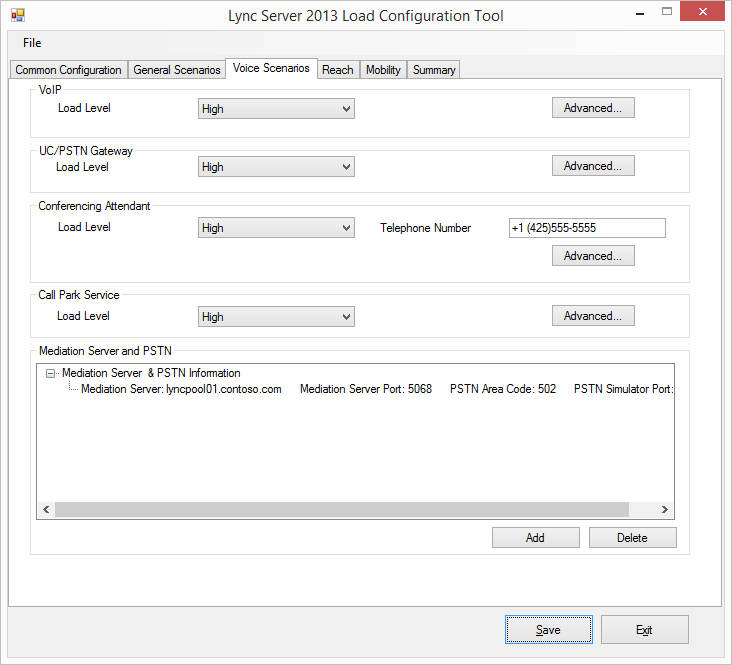 Lync Server 2013 Load Configuration Tool
File
Common Configuration General Scenarios Voice Scenarios Reach Mobility Summary
VoIP
Load Level High Advanced...
UC/PSTN Gateway
Load Level High Advanced...
Conferencing Attendant
Load Level High Telephone Number +1 (425)555-5555
Advanced...
Call Park Service
Load Level High Advanced...
Mediation Server and PSTN
Mediation Server & PSTN Information
Mediation Server: lyncpool01.contoso.com Mediation Server Port: 5068 PSTN Area Code: 502 PSTN Simulator Port:
Add Delete
Save Exit